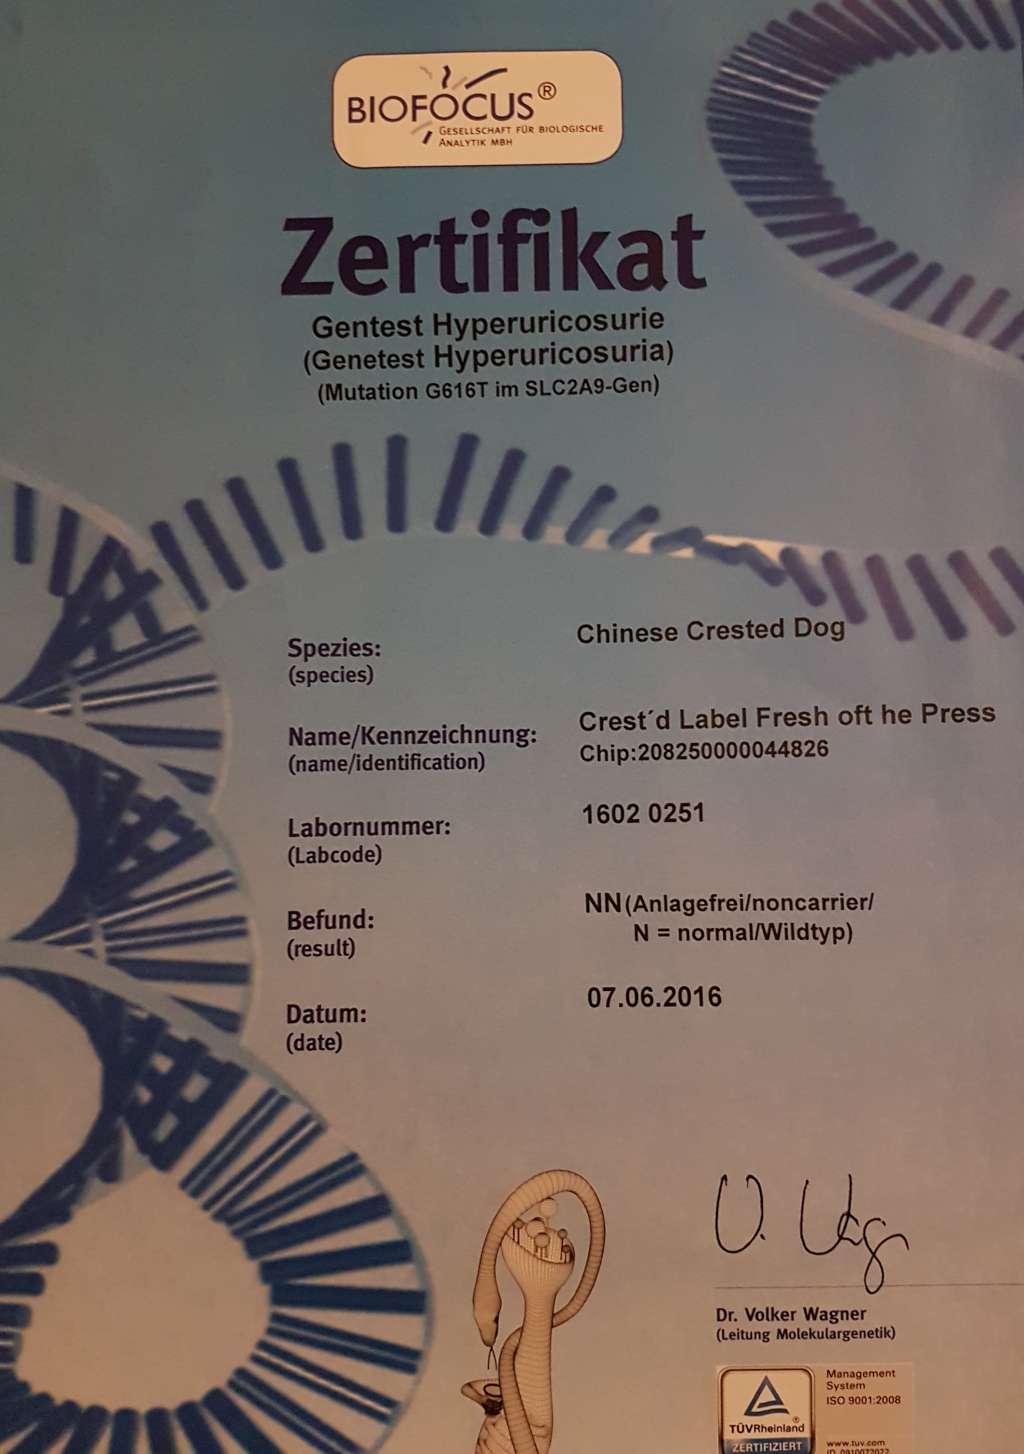 BIOFOCUS®
GESELLSCHAFT FÜR BIOLOGISCHE
ANALYTIK MBH
Zertifikat
Gentest Hyperuricosurie
(Genetest Hyperuricosuria)
(Mutation G616T im SLC2A9-Gen)
Spezies: Chinese Crested Dog
(species)
Name/Kennzeichnung: Crest´d Label Fresh oft he Press
(name/identification) Chip:208250000044826
Labornummer: 1602 0251
(Labcode)
Befund: NN(Anlagefrei/noncarrier/
(result) N = normal/Wildtyp)
Datum: 07.06.2016
(date)
Dr. Volker Wagner
(Leitung Molekulargenetik)
TÜVRheinland®
ZERTIFIZIERT
Management
System
ISO 9001:2008
www.tuv.com